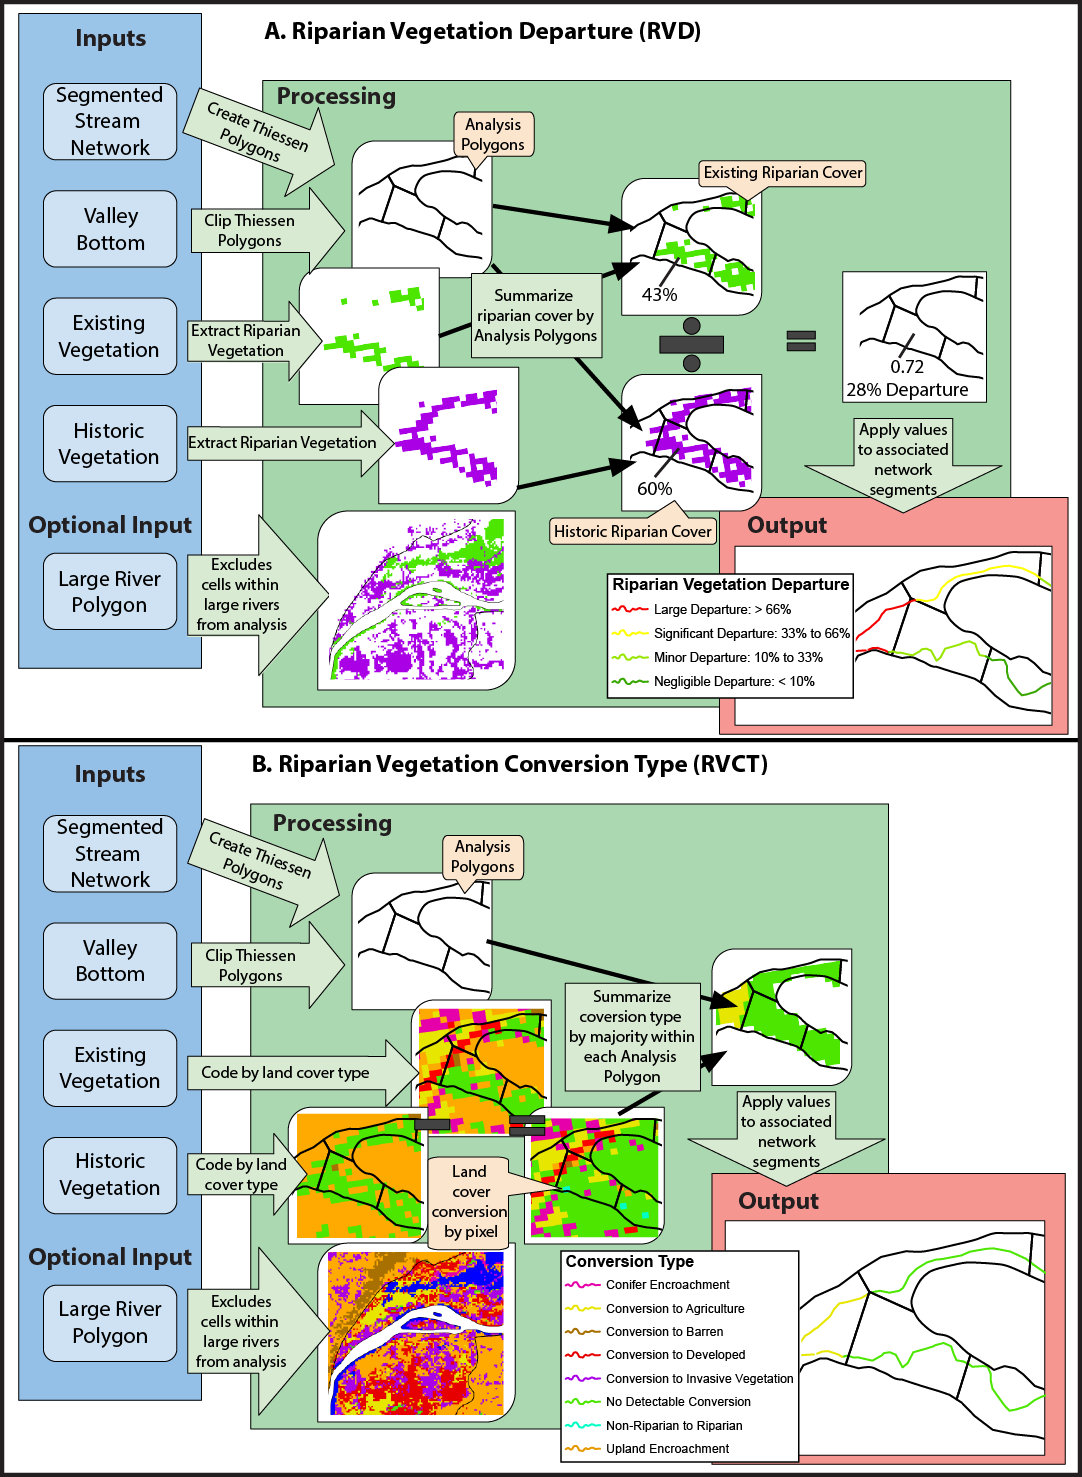 A. Riparian Vegetation Departure (RVD)
Inputs
Segmented
Stream
Network
Valley
Bottom
Existing
Vegetation
Historic
Vegetation
Optional Input
Large River
Polygon
Processing
Create Thiessen
Polygons
Clip Thiessen
Polygons
Extract Riparian
Vegetation
Extract Riparian Vegetation
Excludes
cells within
large rivers
from analysis
Analysis
Polygons
Summarize
riparian cover by
Analysis Polygons
Existing Riparian Cover
43%
60%
Historic Riparian Cover
0.72
28% Departure
Apply values
to associated
network
segments
Output
Riparian Vegetation Departure
Large Departure: > 66%
Significant Departure: 33% to 66%
Minor Departure: 10% to 33%
Negligible Departure: < 10%
B. Riparian Vegetation Conversion Type (RVCT)
Inputs
Segmented
Stream
Network
Valley
Bottom
Existing
Vegetation
Historic
Vegetation
Optional Input
Large River
Polygon
Processing
Create Thiessen
Polygons
Clip Thiessen
Polygons
Code by land cover type
Code by land
cover type
Excludes
cells within
large rivers
from analysis
Analysis
Polygons
Summarize
coversion type
by majority within
each Analysis
Polygon
Land
cover
conversion
by pixel
Apply values
to associated
network
segments
Output
Conversion Type
Conifer Encroachment
Conversion to Agriculture
Conversion to Barren
Conversion to Developed
Conversion to Invasive Vegetation
No Detectable Conversion
Non-Riparian to Riparian
Upland Encroachment